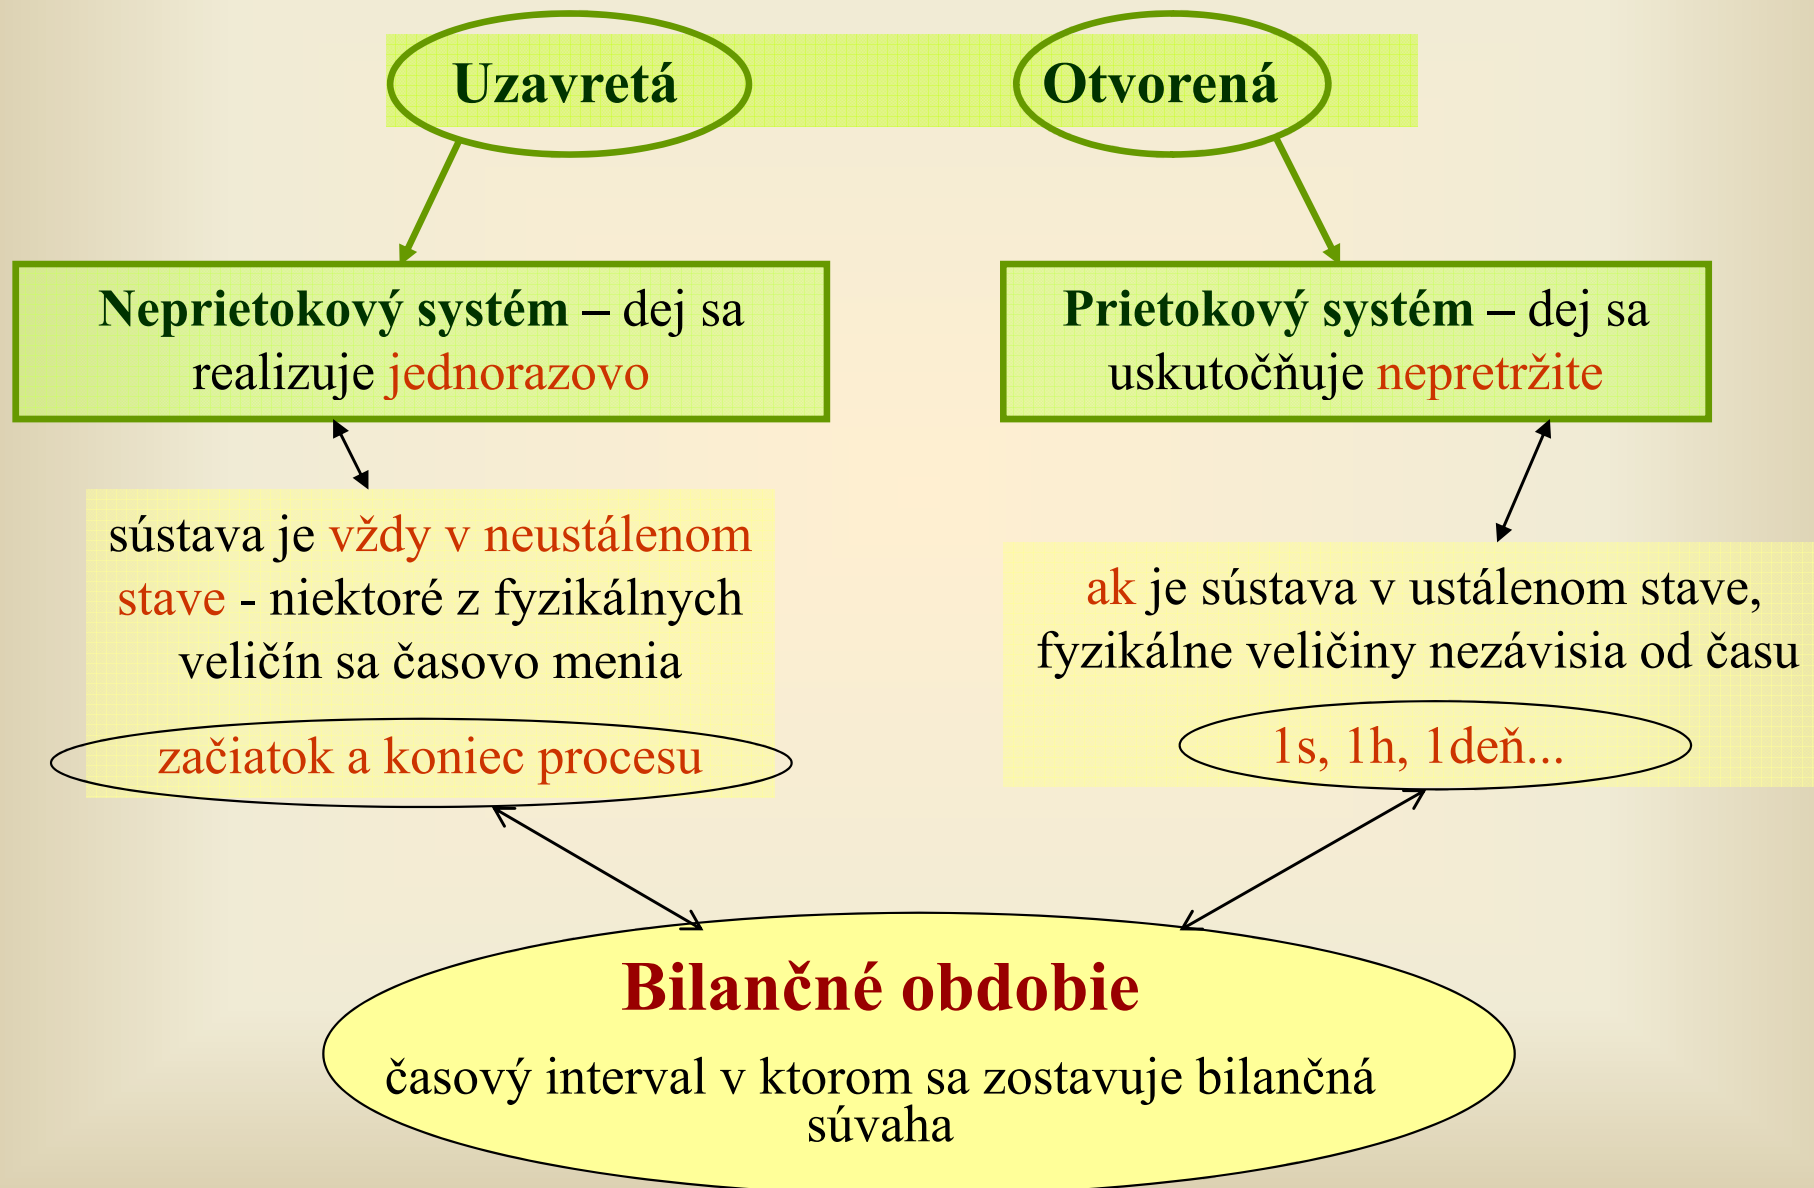 Uzavretá
Otvorená
Neprietokový systém – dej sa
realizuje jednorazovo
Prietokový systém – dej sa
uskutočňuje nepretržite
sústava je vždy v neustálenom
stave - niektoré z fyzikálnych
veličín sa časovo menia
začiatok a koniec procesu
ak je sústava v ustálenom stave,
fyzikálne veličiny nezávisia od času
1s, 1h, 1deň...
Bilančné obdobie
časový interval v ktorom sa zostavuje bilančná
súvaha